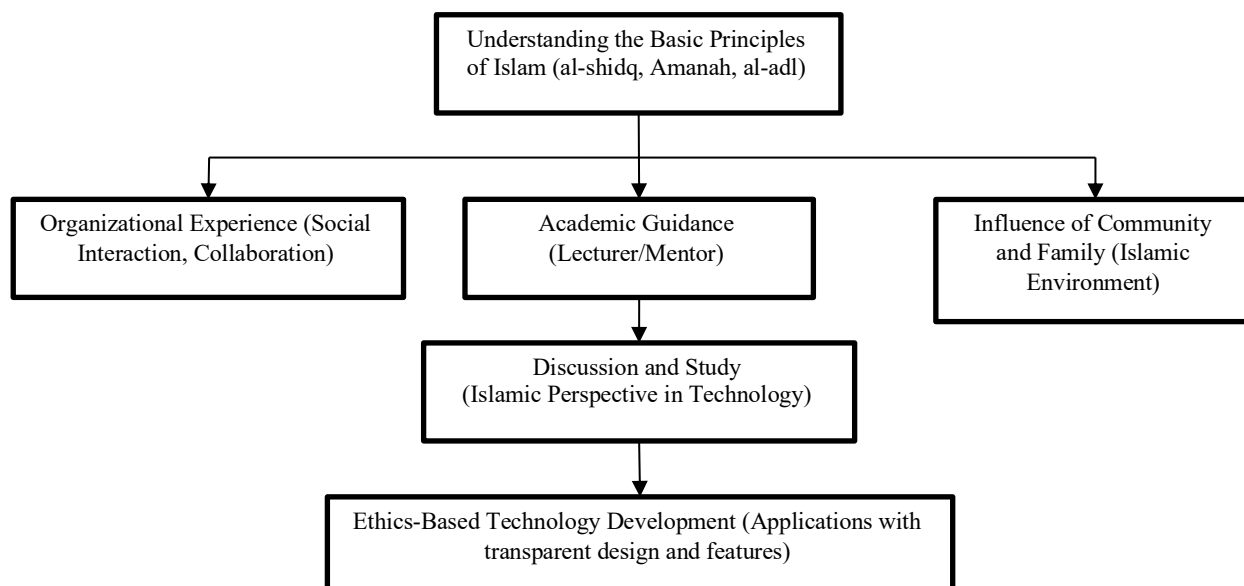 Understanding the Basic Principles
of Islam (al-shidq, Amanah, al-adl)
Organizational Experience (Social
Interaction, Collaboration)
Academic Guidance
(Lecturer/Mentor)
Influence of Community
and Family (Islamic
Environment)
Discussion and Study
(Islamic Perspective in Technology)
Ethics-Based Technology Development (Applications with
transparent design and features)